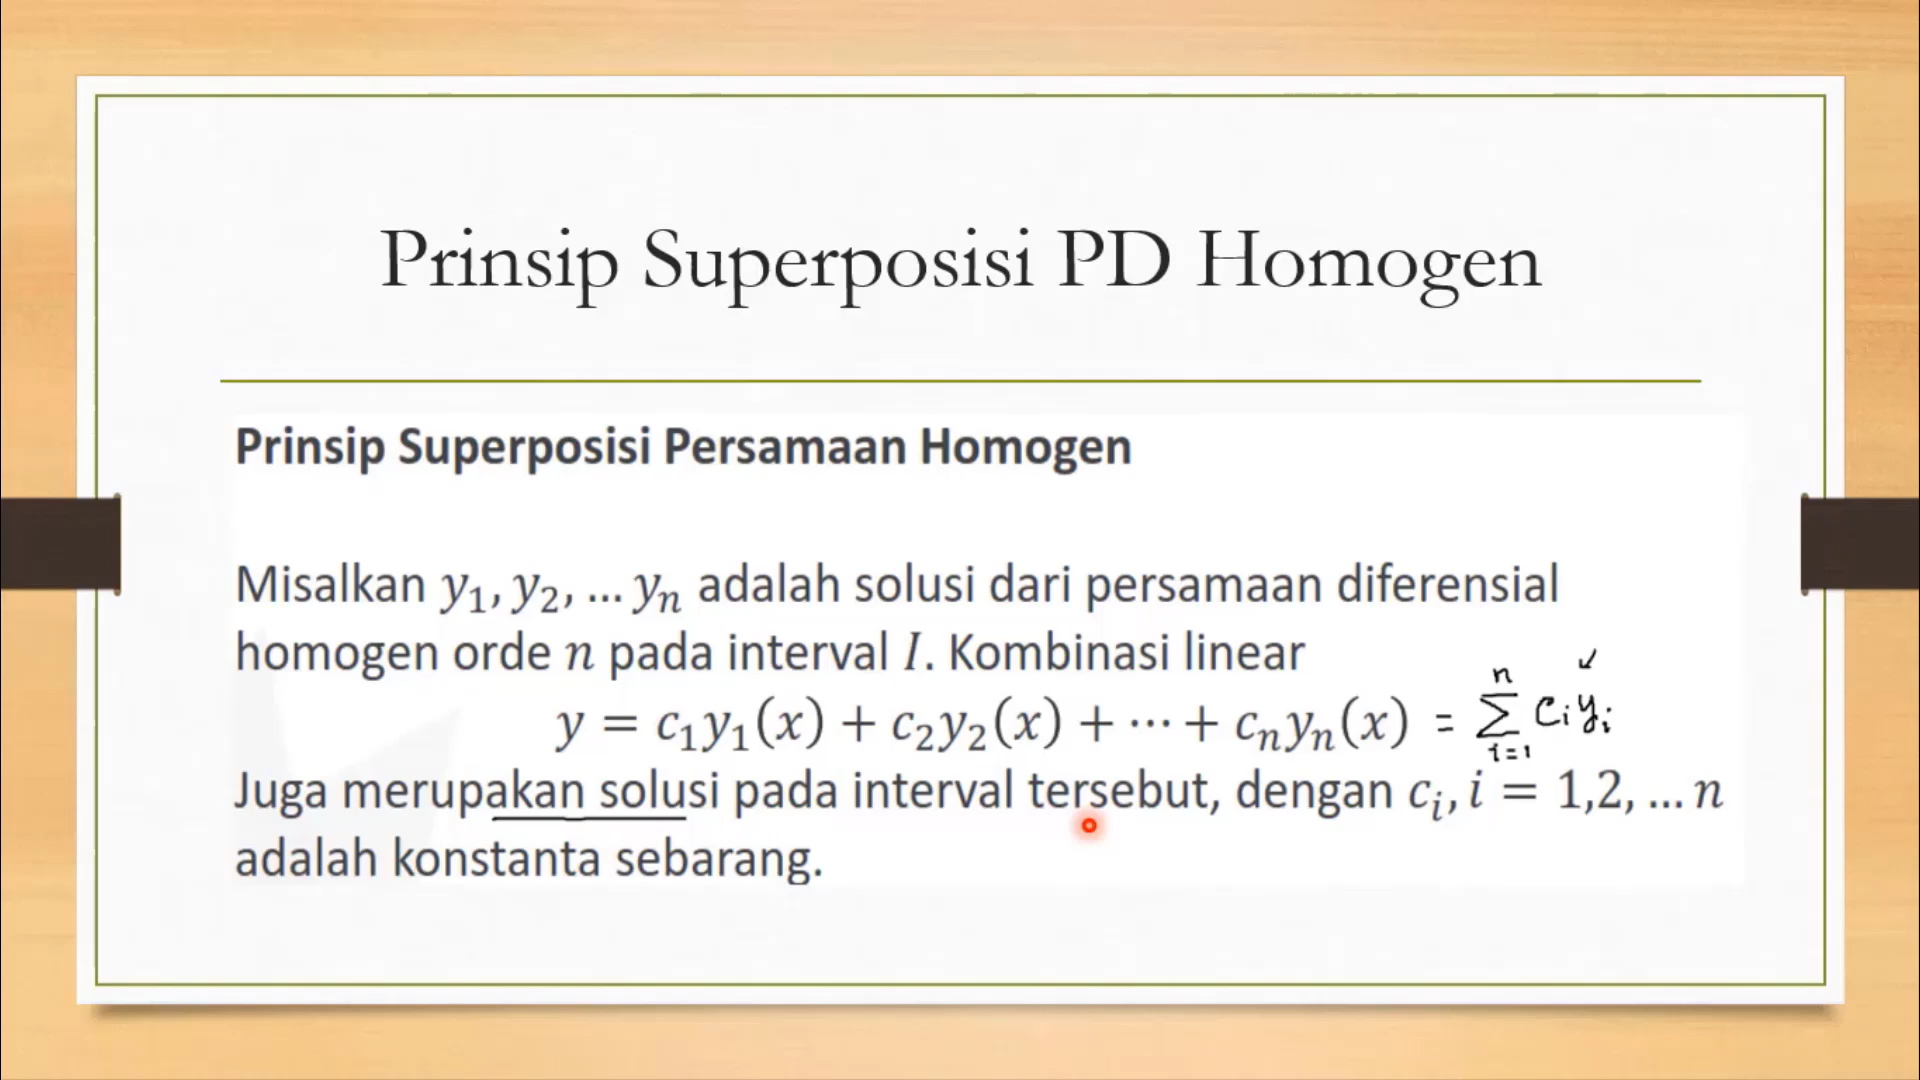 Prinsip Superposisi PD Homogen
Prinsip Superposisi Persamaan Homogen
Misalkan y₁, y₂, ... yₙ adalah solusi dari persamaan diferensial
homogen orde n pada interval I. Kombinasi linear
y = c₁y₁(x) + c₂y₂(x) + ⋯ + cₙyₙ(x) = ∑ⁿᵢ₌₁ cᵢyᵢ
Juga merupakan solusi pada interval tersebut, dengan cᵢ, i = 1,2, ... n
adalah konstanta sebarang.